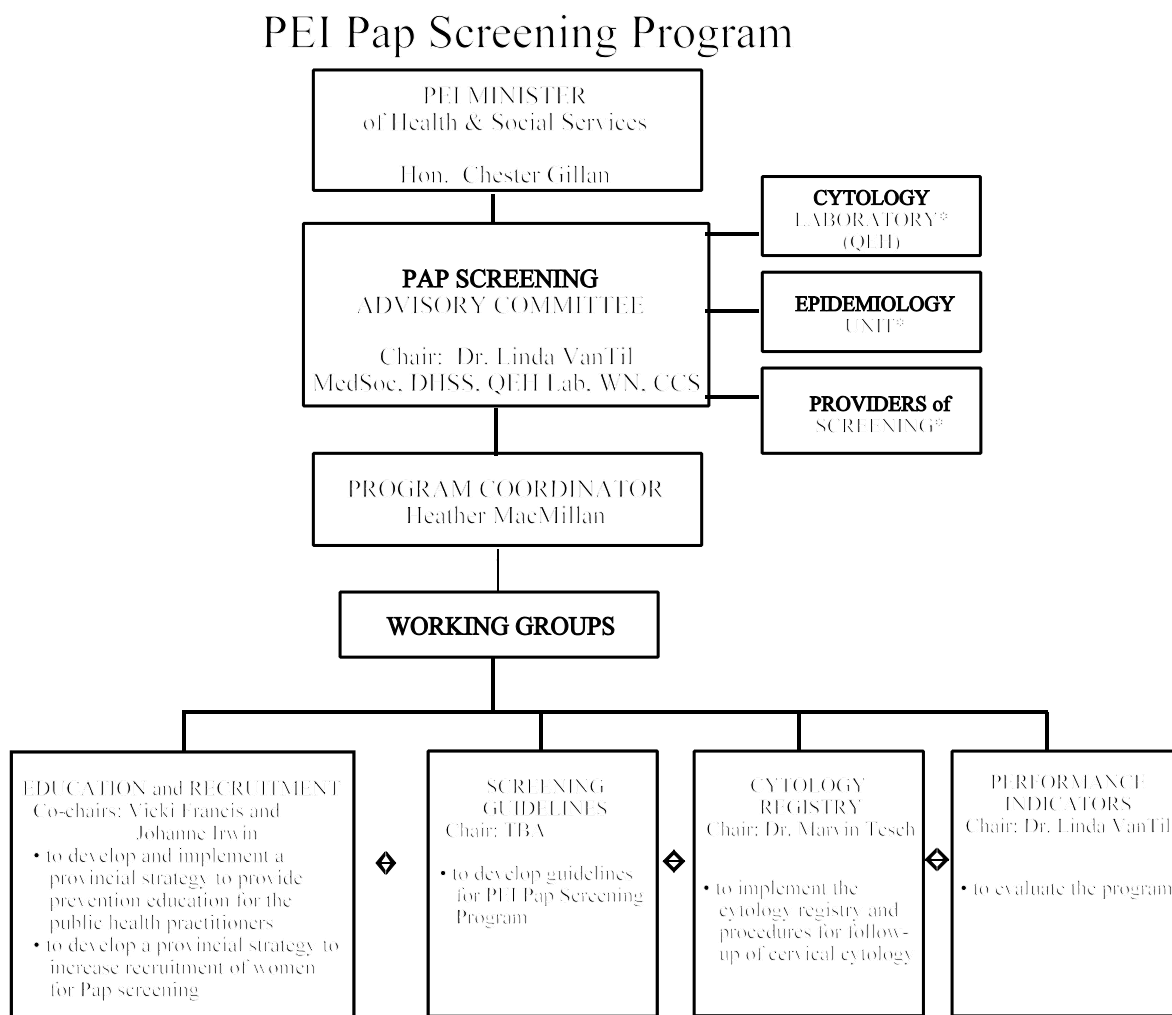 PEI Pap Screening Program
PEI MINISTER
of Health & Social Services
Hon. Chester Gillan
CYTOLOGY
LABORATORY*
(QEH)
PAP SCREENING
ADVISORY COMMITTEE
Chair: Dr. Linda VanTil
MedSoc, DHSS, QEH Lab, WN, CCS
EPIDEMIOLOGY
UNIT*
PROVIDERS of
SCREENING*
PROGRAM COORDINATOR
Heather MacMillan
WORKING GROUPS
EDUCATION and RECRUITMENT
Co-chairs: Vicki Francis and
Johanne Irwin
• to develop and implement a
provincial strategy to provide
prevention education for the
public health practitioners
• to develop a provincial strategy to
increase recruitment of women
for Pap screening
SCREENING
GUIDELINES
Chair: TBA
• to develop guidelines
for PEI Pap Screening
Program
CYTOLOGY
REGISTRY
Chair: Dr. Marvin Tesch
• to implement the
cytology registry and
procedures for follow-
up of cervical cytology
PERFORMANCE
INDICATORS
Chair: Dr. Linda VanTil
• to evaluate the program